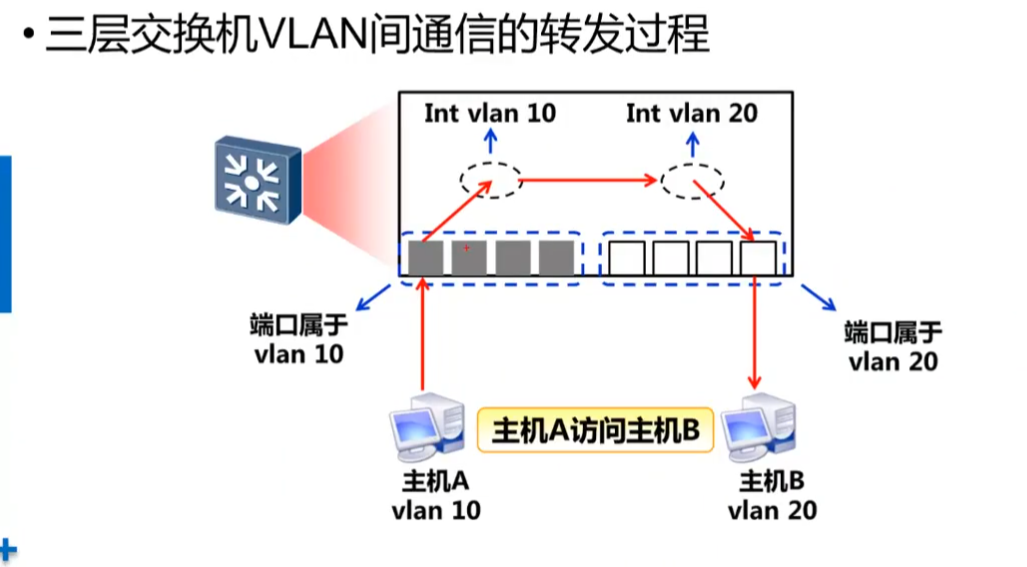 • 三层交换机VLAN间通信的转发过程
Int vlan 10
Int vlan 20
端口属于
vlan 10
端口属于
vlan 20
主机A访问主机B
主机A
vlan 10
主机B
vlan 20